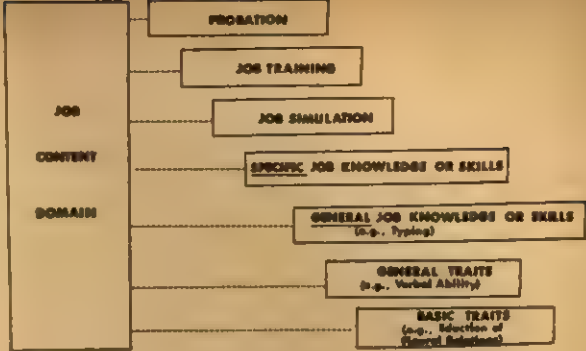 PROBATION
JOB TRAINING
JOB SIMULATION
JOB
CONTENT
DOMAIN
SPECIFIC JOB KNOWLEDGE OR SKILLS
GENERAL JOB KNOWLEDGE OR SKILLS
(e.g., Typing)
GENERAL TRAITS
(e.g., Verbal Ability)
BASIC TRAITS
(e.g., Eduction of
Relations)